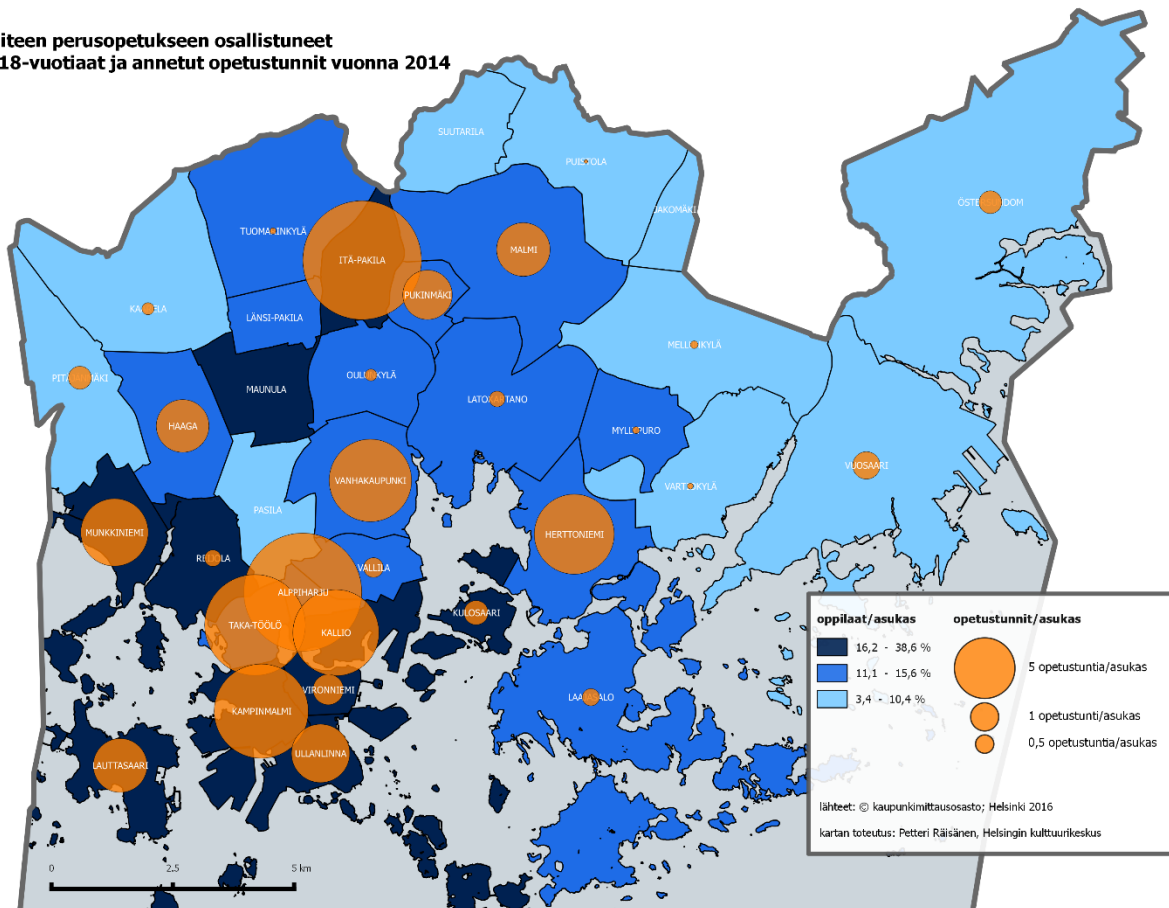 iteen perusopetukseen osallistuneet
18-vuotiaat ja annetut opetustunnit vuonna 2014
SUUTARILA
PUISTOLA
JAKOMÄKI
TUOMARINKYLÄ
ITÄ-PAKILA
MALMI
PUKINMÄKI
LÄNSI-PAKILA
MAUNULA
OULUNKYLÄ
LATOKARTANO
MELLUNKYLÄ
MYLLYPURO
HAAGA
VANHAKAUPUNKI
VUOSAARI
PASILA
MUNKKINIEMI
HERTTONIEMI
VALLILA
ALPPIHARJU
KULOSAARI
TAKA-TÖÖLÖ
KALLIO
VIRONNIEMI
KAMPINMALMI
LAAJASALO
ULLANLINNA
LAUTTASAARI
oppilaat/asukas
16,2 - 38,6 %
11,1 - 15,6 %
3,4 - 10,4 %
opetustunnit/asukas
5 opetustuntia/asukas
1 opetustunti/asukas
0,5 opetustuntia/asukas
lähteet: © kaupunkimittausosasto; Helsinki 2016
kartan toteutus: Petteri Räisänen, Helsingin kulttuurikeskus
0 2.5 5 km